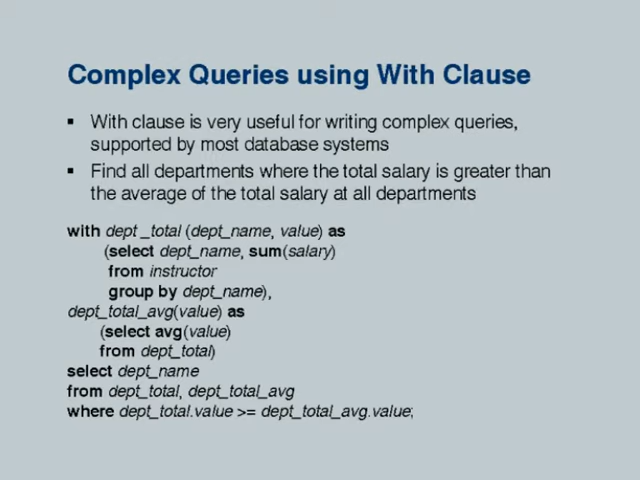 Complex Queries using With Clause
▪ With clause is very useful for writing complex queries,
supported by most database systems
▪ Find all departments where the total salary is greater than
the average of the total salary at all departments
with dept _total (dept_name, value) as
(select dept_name, sum(salary)
from instructor
group by dept_name),
dept_total_avg(value) as
(select avg(value)
from dept_total)
select dept_name
from dept_total, dept_total_avg
where dept_total.value >= dept_total_avg.value;